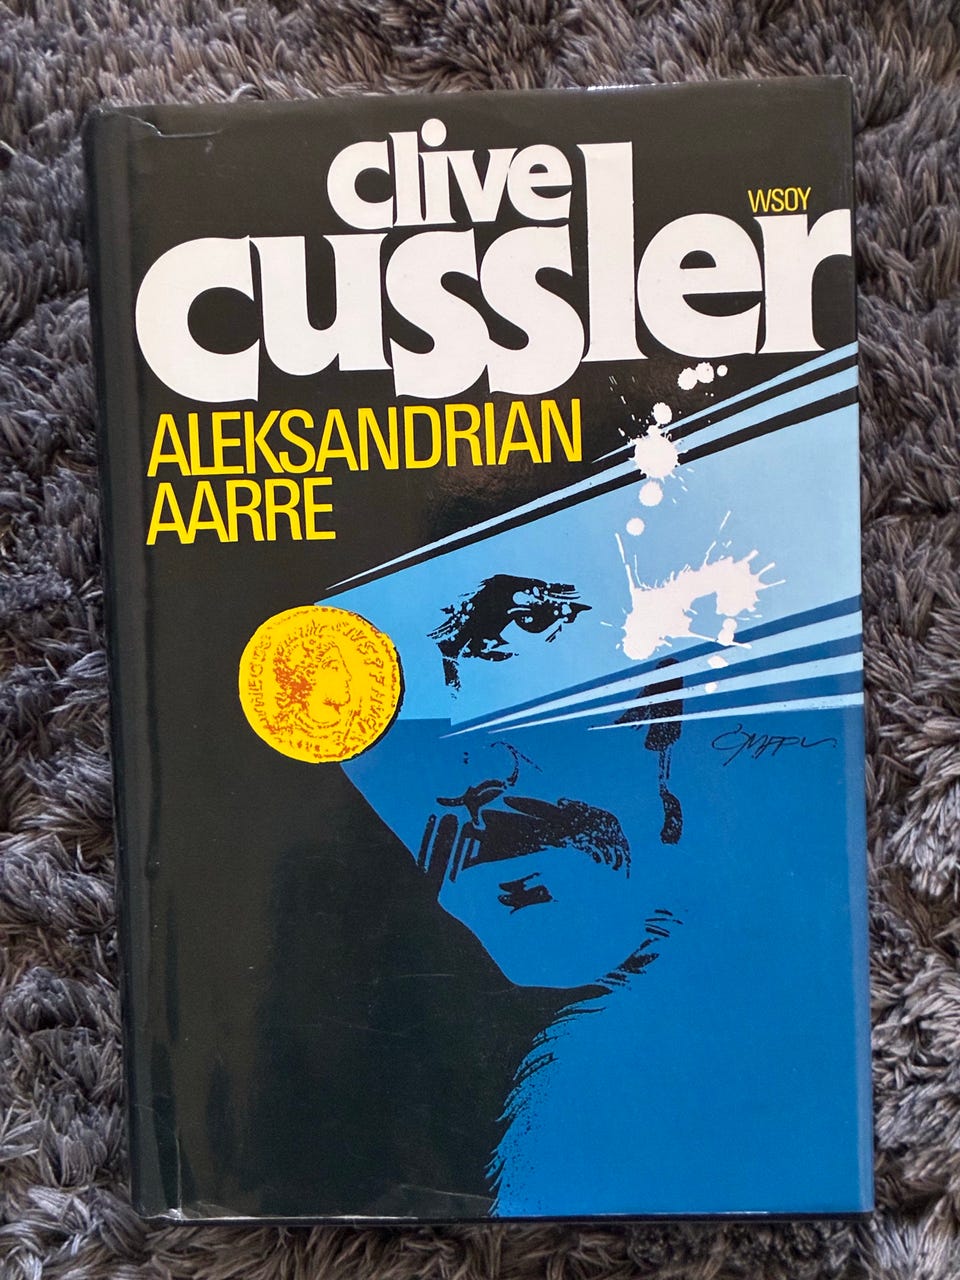 clive
cussler
WSOY
ALEKSANDRIAN
AARRE